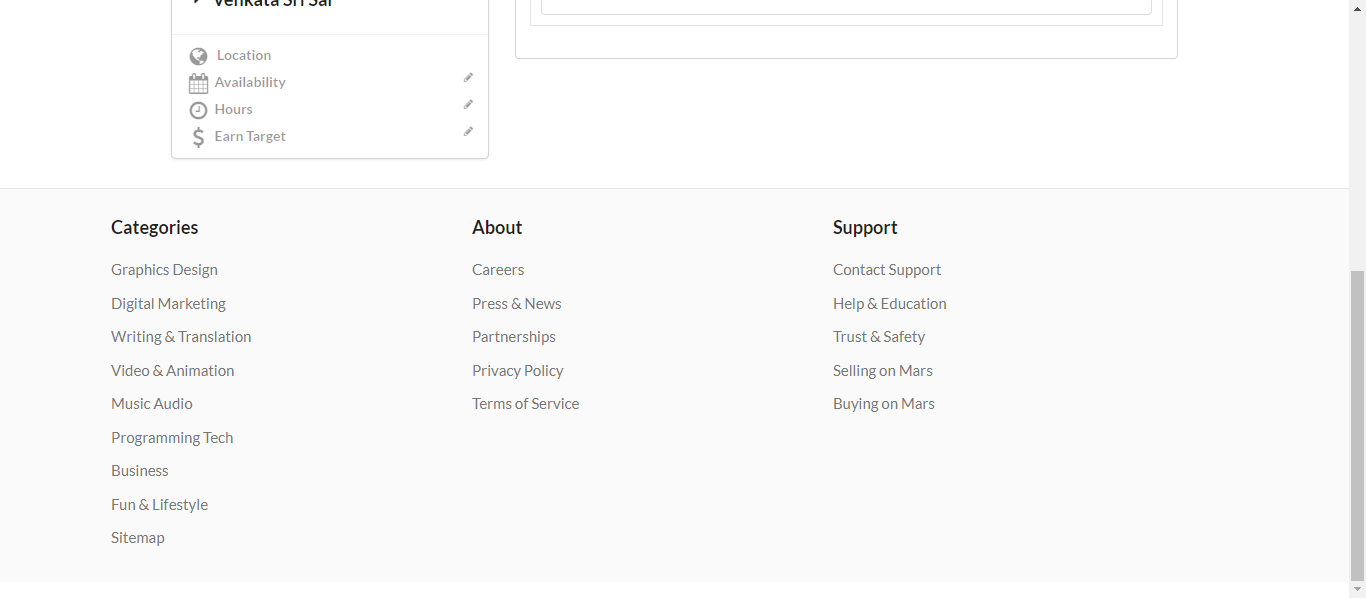 Venkata Sri Sai
Location
Availability
Hours
Earn Target
Categories
Graphics Design
Digital Marketing
Writing & Translation
Video & Animation
Music Audio
Programming Tech
Business
Fun & Lifestyle
Sitemap
About
Careers
Press & News
Partnerships
Privacy Policy
Terms of Service
Support
Contact Support
Help & Education
Trust & Safety
Selling on Mars
Buying on Mars